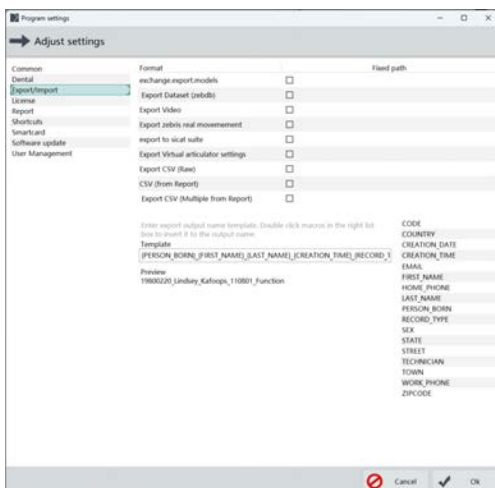 Program settings
Adjust settings
Common
Dental
Export/Import
License
Report
Shortcuts
Smartcard
Software update
User Management
Format
Fixed path
exchange.export.models
Export Dataset (zebdb)
Export Video
Export zebris real movemement
export to sicat suite
Export Virtual articulator settings
Export CSV (Raw)
CSV (from Report)
Export CSV (Multiple from Report)
Enter export output name template. Double click macros in the right list
box to insert it to the output name.
Template
{PERSON_BORN}_{FIRST_NAME}_{LAST_NAME}_{CREATION_TIME}_{RECORD_T
Preview
19800220_Lindsey_Kafoops_110801_Function
CODE
COUNTRY
CREATION_DATE
CREATION_TIME
EMAIL
FIRST_NAME
HOME_PHONE
LAST_NAME
PERSON_BORN
RECORD_TYPE
SEX
STATE
STREET
TECHNICIAN
TOWN
WORK_PHONE
ZIPCODE
Cancel
Ok